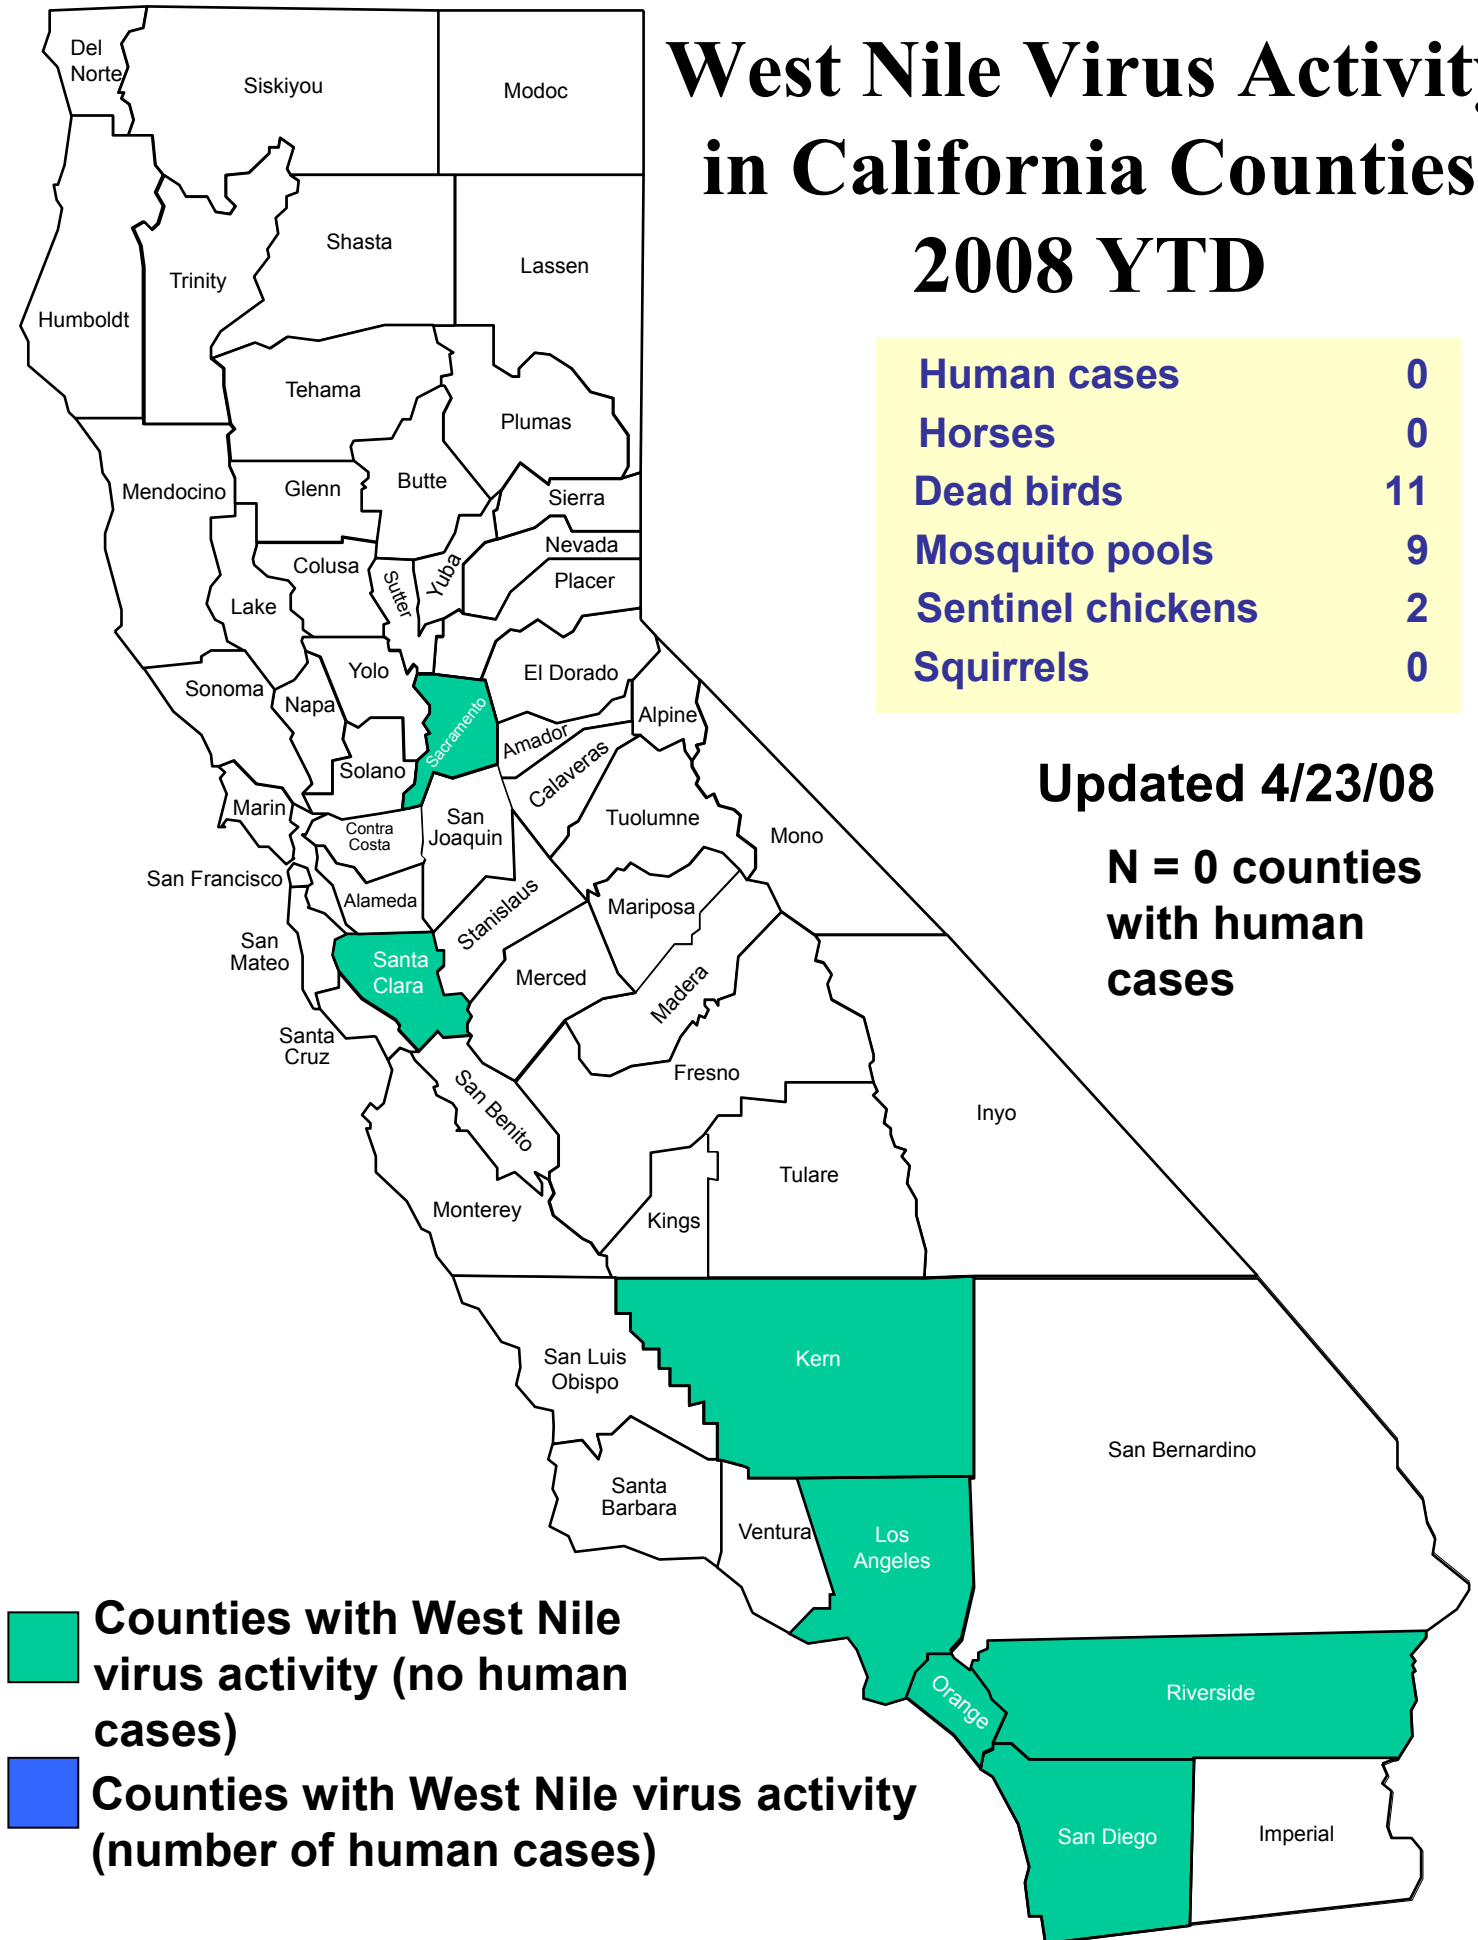 West Nile Virus Activity
in California Counties
2008 YTD
Human cases 0
Horses 0
Dead birds 11
Mosquito pools 9
Sentinel chickens 2
Squirrels 0
Updated 4/23/08
N = 0 counties
with human
cases
Del
Norte
Siskiyou
Modoc
Shasta
Lassen
Trinity
Humboldt
Tehama
Plumas
Mendocino
Glenn
Butte
Sierra
Nevada
Placer
Colusa
Sutter
Yuba
Lake
Yolo
El Dorado
Sonoma
Napa
Sacramento
Alpine
Amador
Solano
Calaveras
Marin
Contra
Costa
San
Joaquin
Tuolumne
Mono
San Francisco
Alameda
Stanislaus
Mariposa
San
Mateo
Santa
Clara
Merced
Madera
Santa
Cruz
Fresno
San Benito
Inyo
Monterey
Kings
Tulare
San Luis
Obispo
Kern
San Bernardino
Santa
Barbara
Ventura
Los
Angeles
Orange
Riverside
San Diego
Imperial
Counties with West Nile
virus activity (no human
cases)
Counties with West Nile virus activity
(number of human cases)